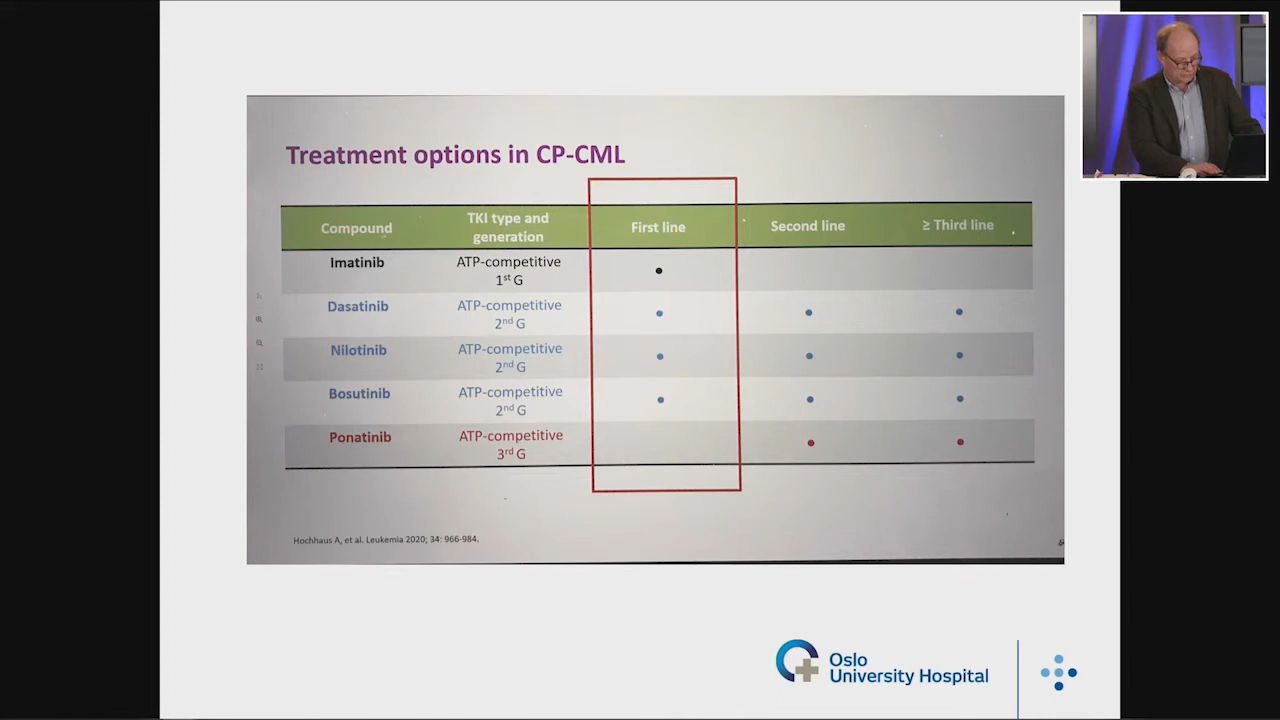 Treatment options in CP-CML
Compound
TKI type and
generation
First line
Second line
≥ Third line
Imatinib
ATP-competitive
1st G
Dasatinib
ATP-competitive
2nd G
Nilotinib
ATP-competitive
2nd G
Bosutinib
ATP-competitive
2nd G
Ponatinib
ATP-competitive
3rd G
Hochhaus A, et al. Leukemia 2020; 34: 966-984.
Oslo
University Hospital